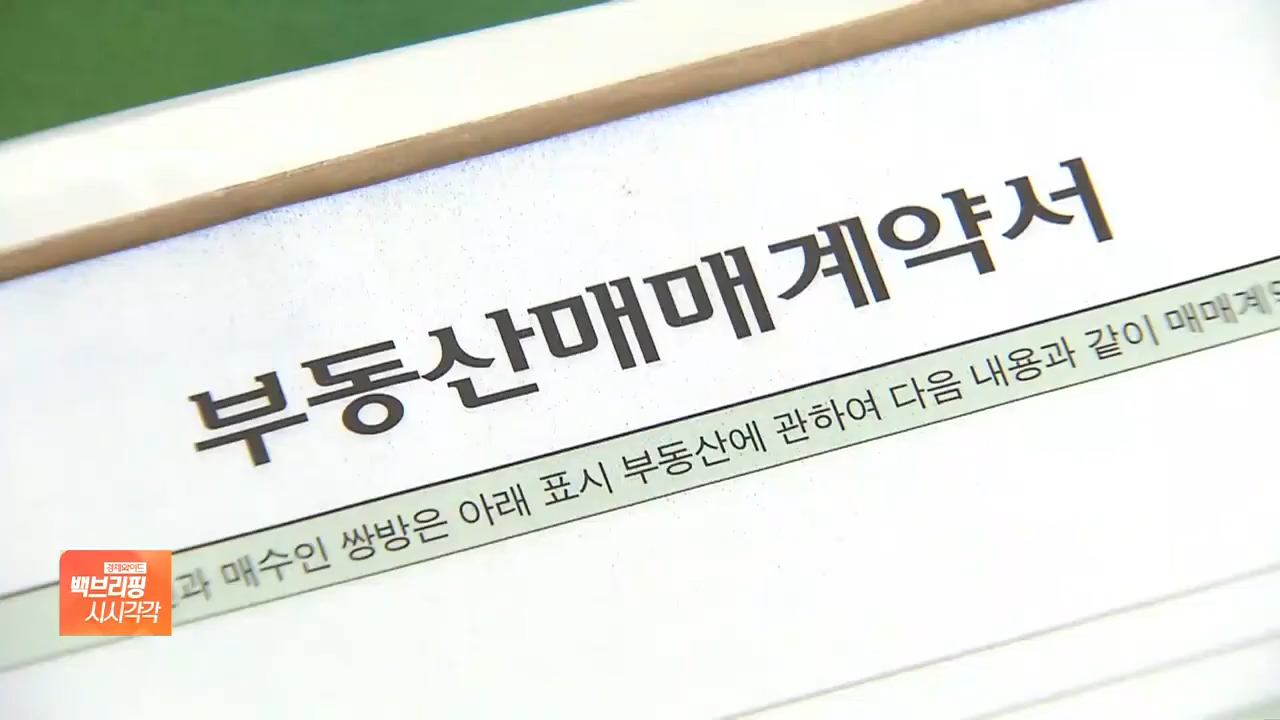 부동산매매계약서
과 매수인 쌍방은 아래 표시 부동산에 관하여 다음 내용과 같이 매매계
경제와이드
백브리핑
시시각각